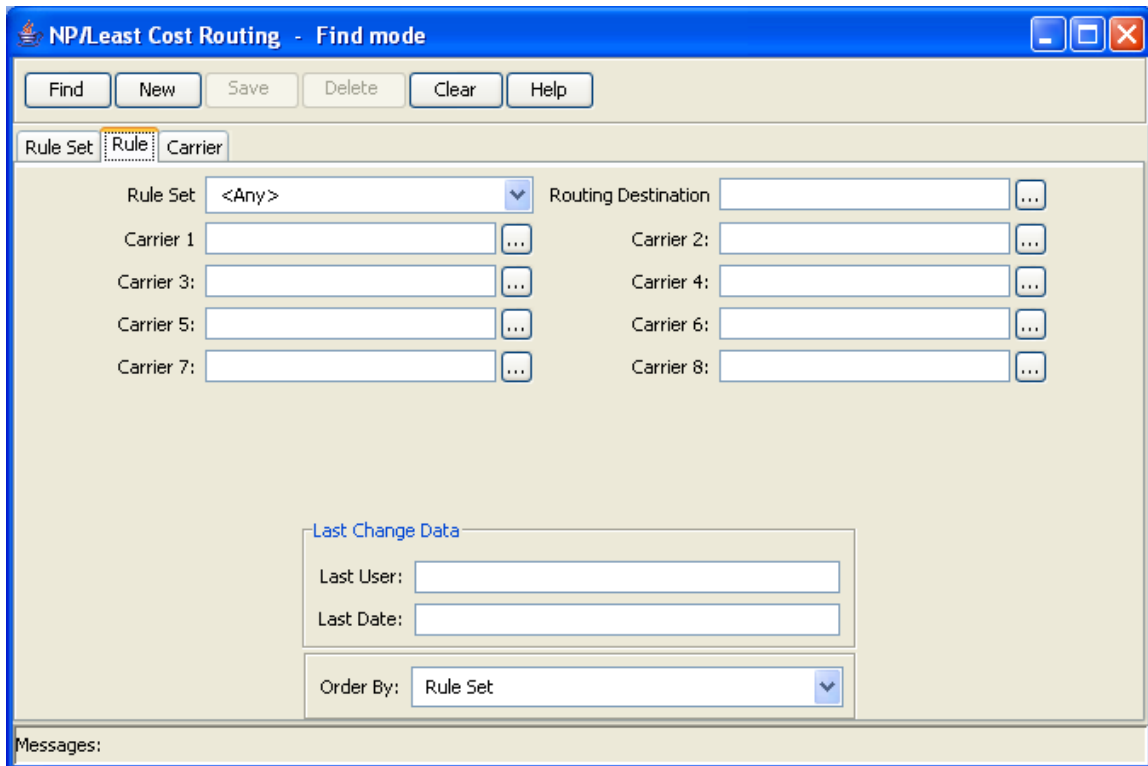 NP/Least Cost Routing - Find mode
Find New Save Delete Clear Help
Rule Set Rule Carrier
Rule Set <Any> Routing Destination ...
Carrier 1 ... Carrier 2: ...
Carrier 3: ... Carrier 4: ...
Carrier 5: ... Carrier 6: ...
Carrier 7: ... Carrier 8: ...
Last Change Data
Last User:
Last Date:
Order By: Rule Set
Messages: